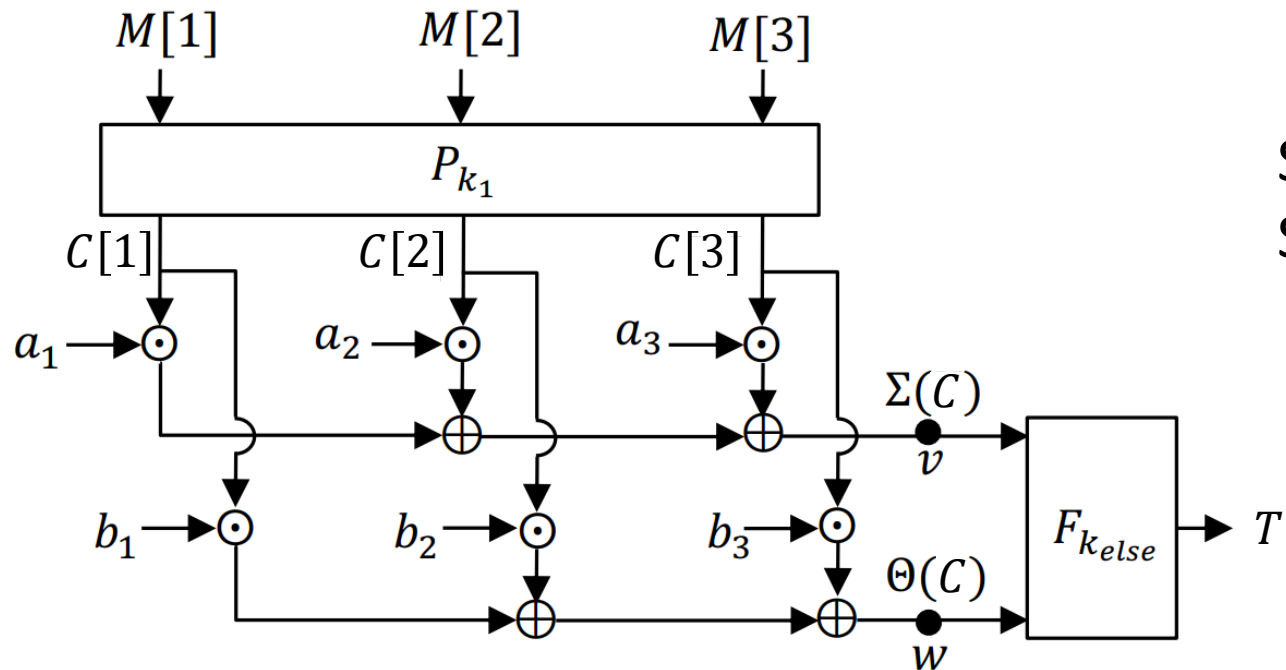 M[1] M[2] M[3]
P_{k_1}
C[1] C[2] C[3]
a_1 a_2 a_3
Σ(C)
v
b_1 b_2 b_3
F_{k_{else}} T
Θ(C)
w